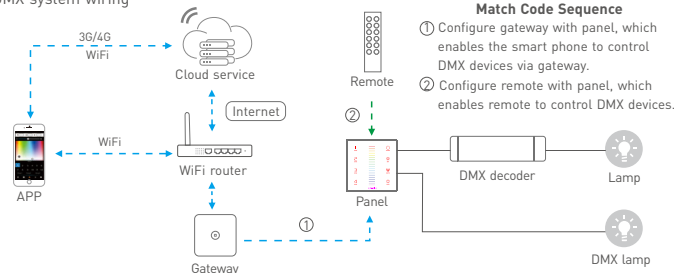 DMX system wiring
Match Code Sequence
① Configure gateway with panel, which
enables the smart phone to control
DMX devices via gateway.
② Configure remote with panel, which
enables remote to control DMX devices.
3G/4G
WiFi
Cloud service
Remote
Internet
②
WiFi
WiFi router
APP
Panel
DMX decoder
Lamp
①
Gateway
DMX lamp